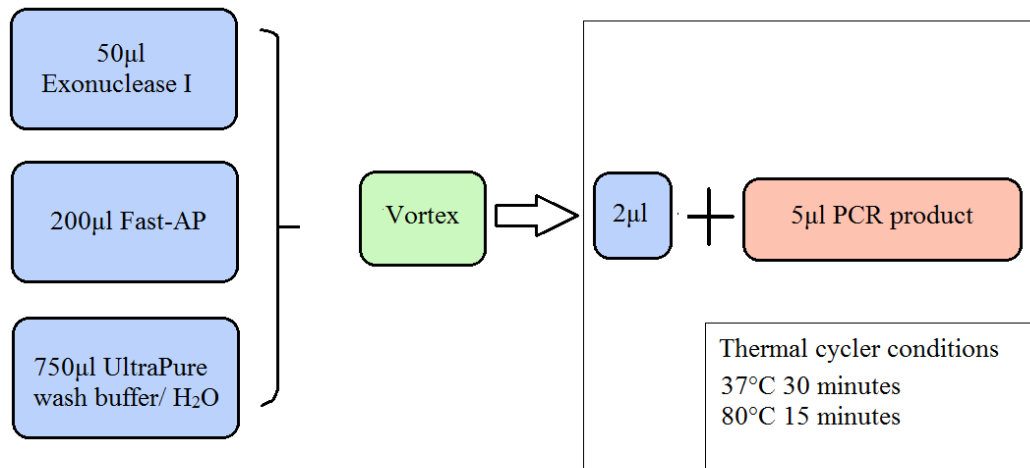 50µl
Exonuclease I
200µl Fast-AP
750µl UltraPure
wash buffer/ H₂O
Vortex
2µl
+
5µl PCR product
Thermal cycler conditions
37°C 30 minutes
80°C 15 minutes